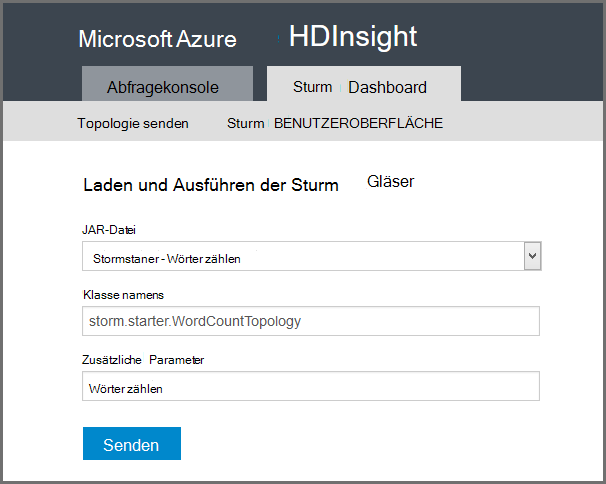 Microsoft Azure HDInsight
Abfragekonsole Sturm Dashboard
Topologie senden Sturm BENUTZEROBERFLÄCHE
Laden und Ausführen der Sturm Gläser
JAR-Datei
Stormstaner - Wörter zählen
Klasse namens
storm.starter.WordCountTopology
Zusätzliche Parameter
Wörter zählen
Senden